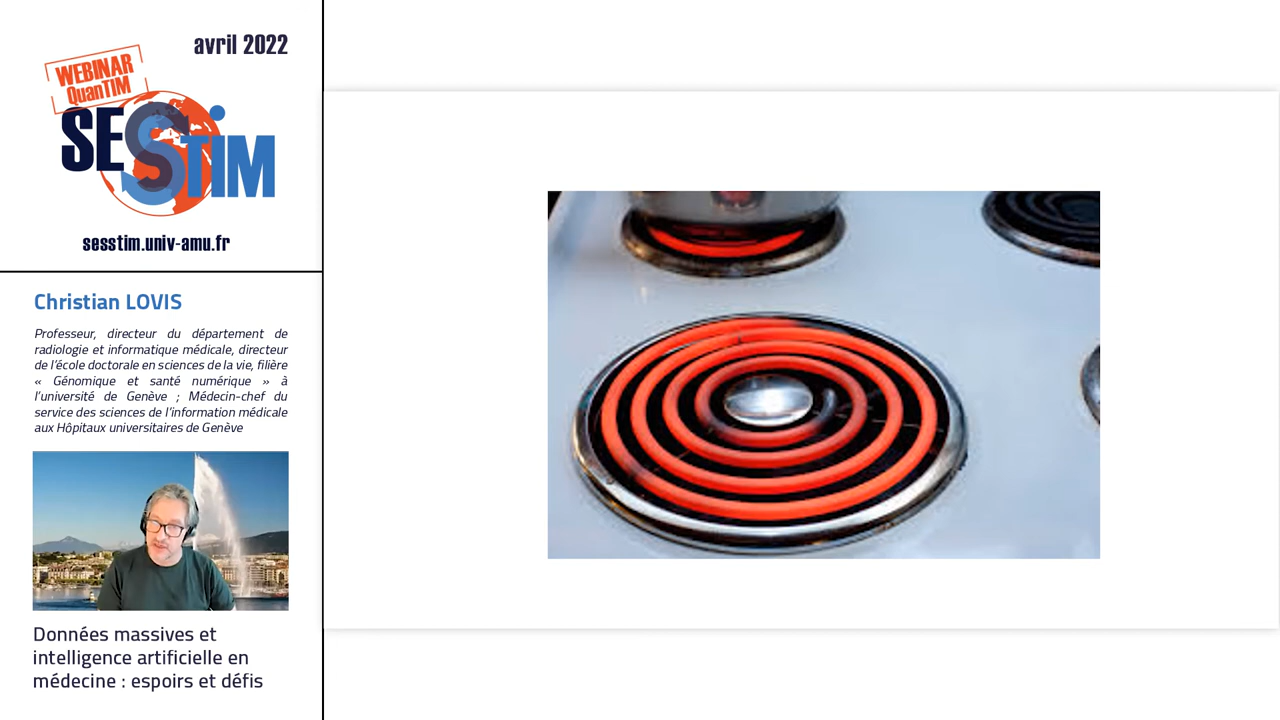 avril 2022
WEBINAR
QuanTIM
SESSTIM
sesstim.univ-amu.fr
Christian LOVIS
Professeur, directeur du département de
radiologie et informatique médicale, directeur
de l'école doctorale en sciences de la vie, filière
« Génomique et santé numérique » à
l'université de Genève ; Médecin-chef du
service des sciences de l'information médicale
aux Hôpitaux universitaires de Genève
Données massives et
intelligence artificielle en
médecine : espoirs et défis